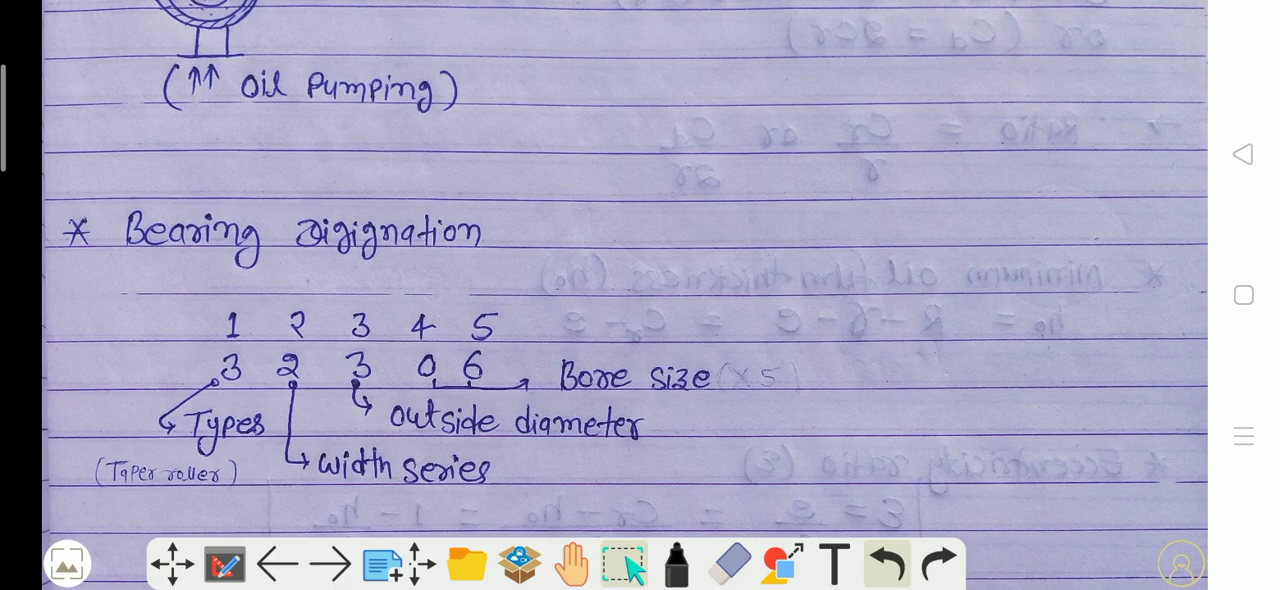 (↑↑ Oil Pumping)
* Bearing Digignation
1 2 3 4 5
3 2 3 0 6 Bore size (×5)
Types outside diameter
(Taper roller) width series
T